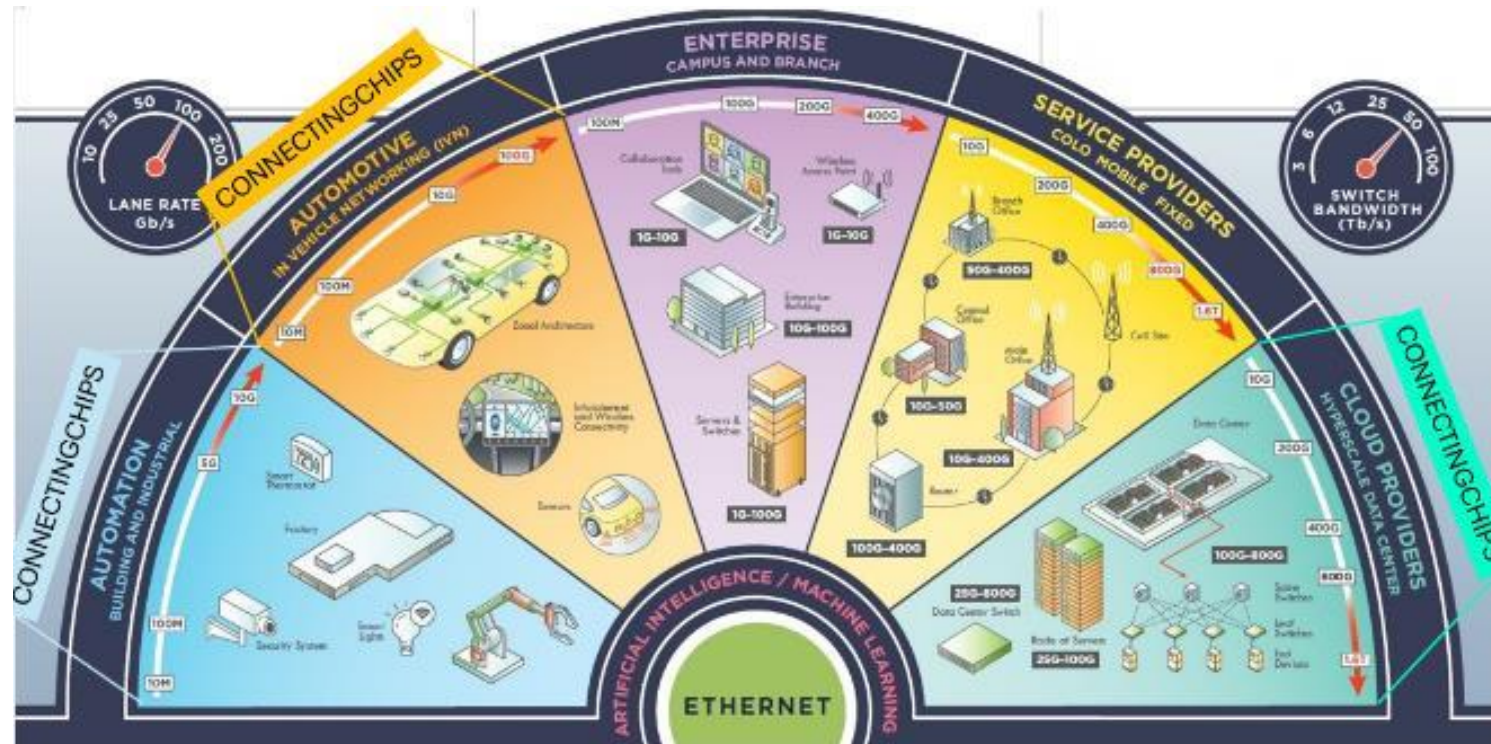 ENTERPRISE
CAMPUS AND BRANCH
CONNECTINGCHIPS
AUTOMOTIVE
IN VEHICLE NETWORKING (IVN)
SERVICE PROVIDERS
COLO MOBILE FIXED
10 25 50 100 200
LANE RATE
Gb/s
3 6 12 25 50 100
SWITCH
BANDWIDTH
(Tb/s)
CONNECTINGCHIPS
AUTOMATION
BUILDING AND INDUSTRIAL
CLOUD PROVIDERS
HYPERSCALE DATA CENTER
CONNECTINGCHIPS
10M
100M
5G
10G
Smart
Thermostat
Factory
Security System
Smart
Lights
10M
100M
10G
100G
Zonal Architecture
Infotainment
and Wireless
Connectivity
Sensors
100M
100G
200G
400G
Collaboration
Tools
1G-10G
Wireless
Access Point
1G-10G
Enterprise
Building
10G-100G
Servers &
Switches
1G-100G
10G
200G
400G
800G
1.6T
Branch
Office
50G-400G
Central
Office
10G-50G
Cell Site
Office
10G-400G
Router
100G-400G
10G
200G
400G
800G
1.6T
Data Center
100G-800G
25G-800G
Data Center Switch
Rack of Servers
25G-100G
Spine
Switches
Leaf
Switches
End
Devices
ARTIFICIAL INTELLIGENCE / MACHINE LEARNING
ETHERNET